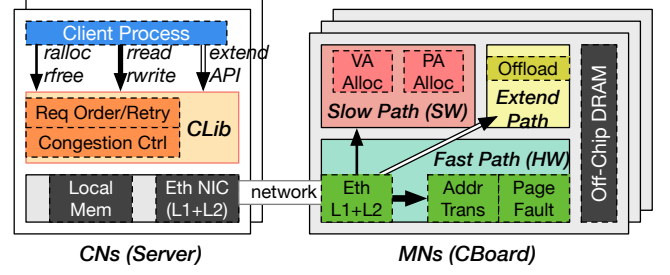 Client Process
ralloc
rfree
rread
rwrite
extend
API
Req Order/Retry
Congestion Ctrl
CLib
Local
Mem
Eth NIC
(L1+L2)
CNs (Server)
network
VA
Alloc
PA
Alloc
Slow Path (SW)
Offload
Extend
Path
Fast Path (HW)
Eth
L1+L2
Addr
Trans
Page
Fault
Off-Chip DRAM
MNs (CBoard)